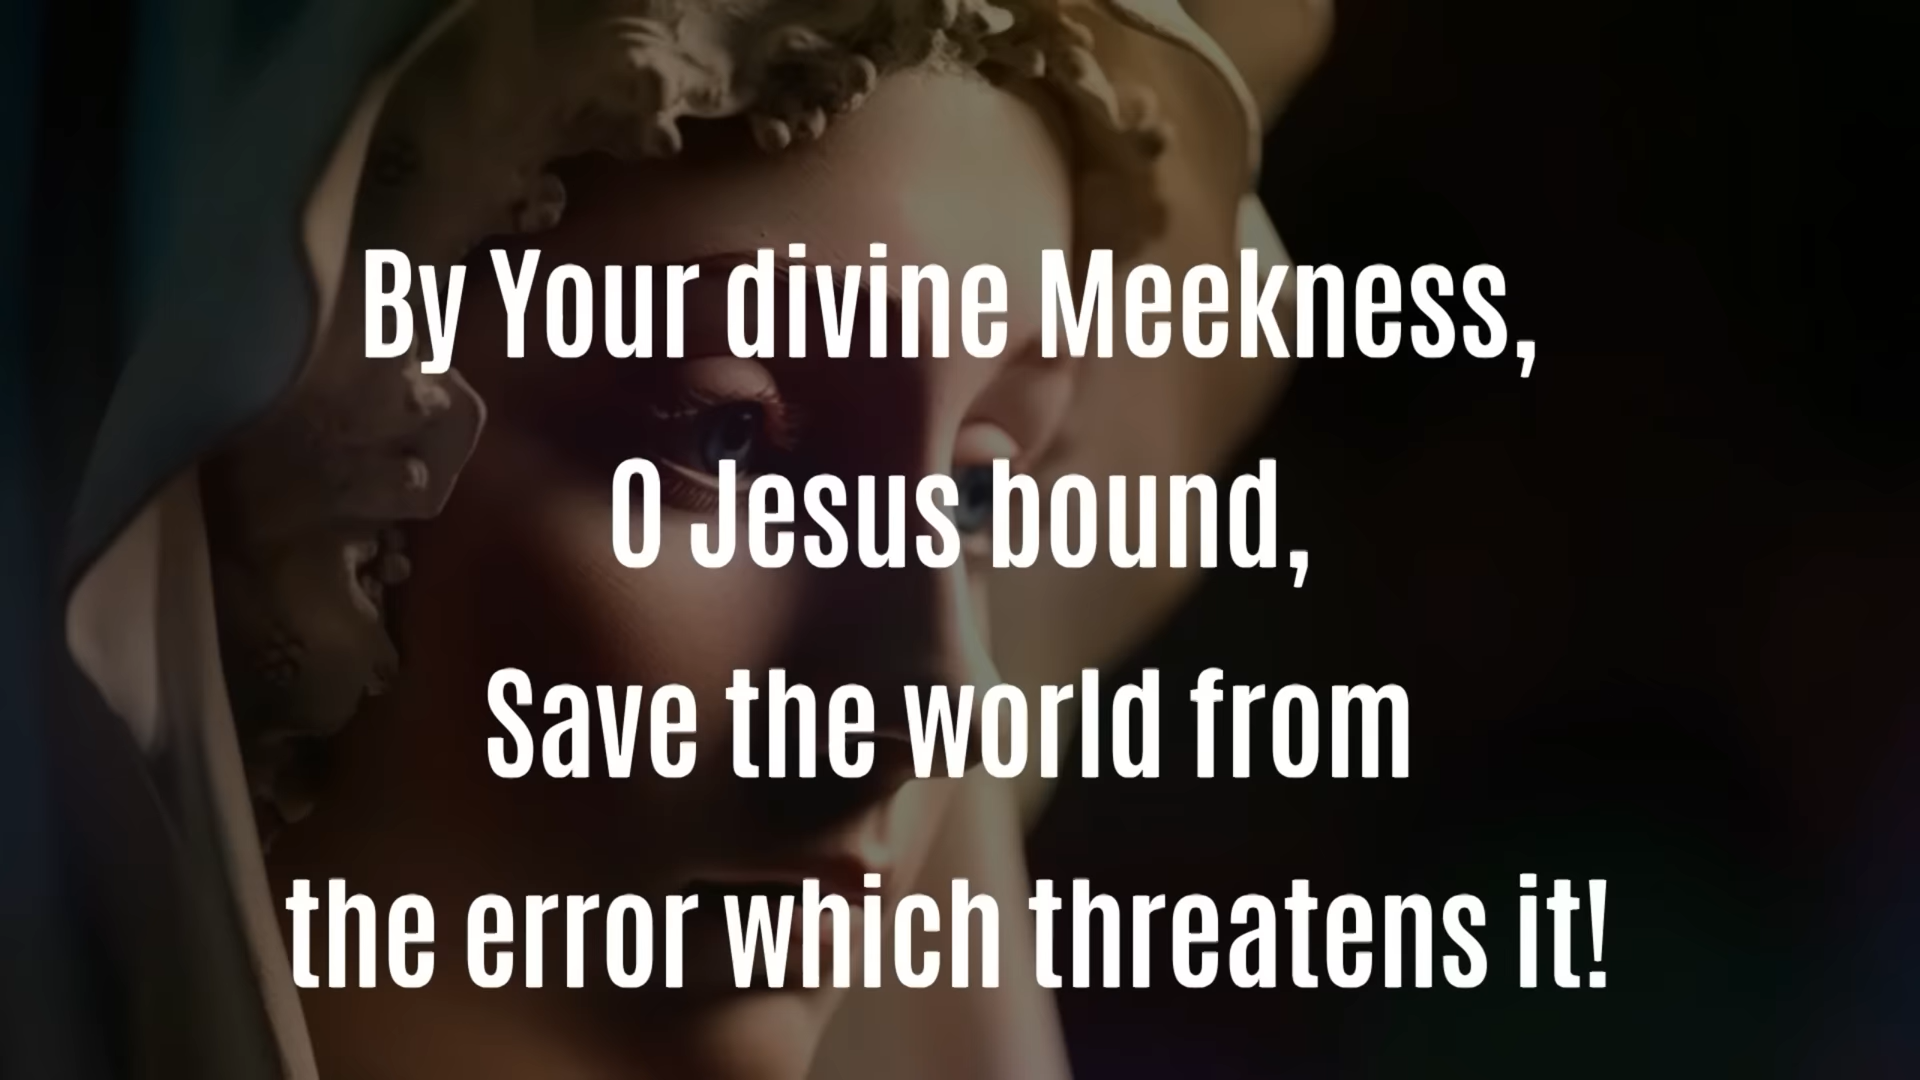 By Your divine Meekness,
O Jesus bound,
Save the world from
the error which threatens it!